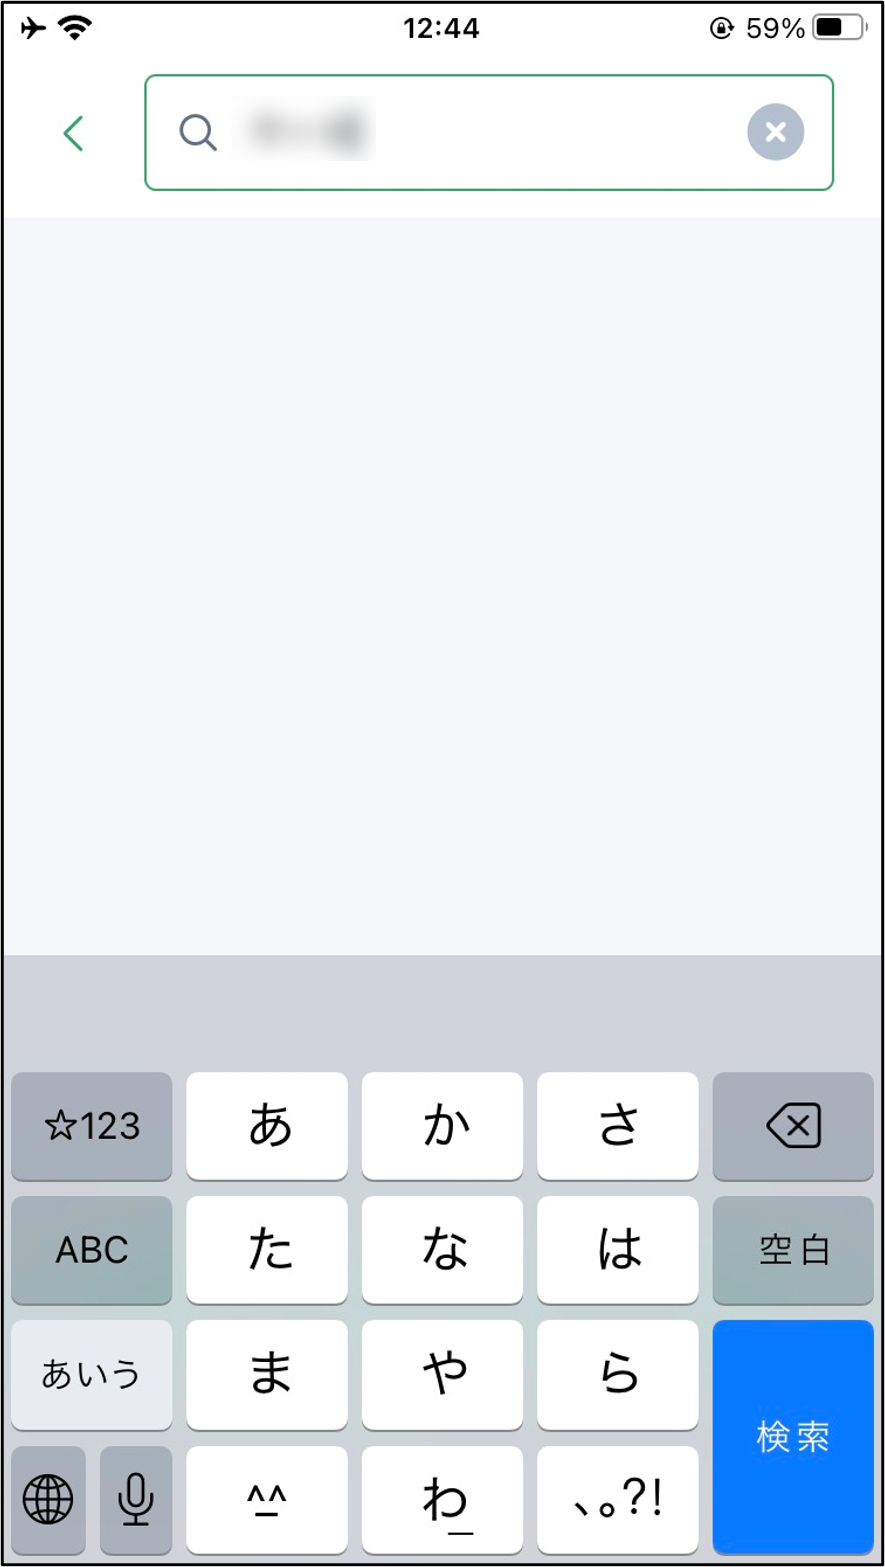 12:44 59%
☆123 あ か さ
ABC た な は 空白
あいう ま や ら 検索
^_^ わ_ 、。?!